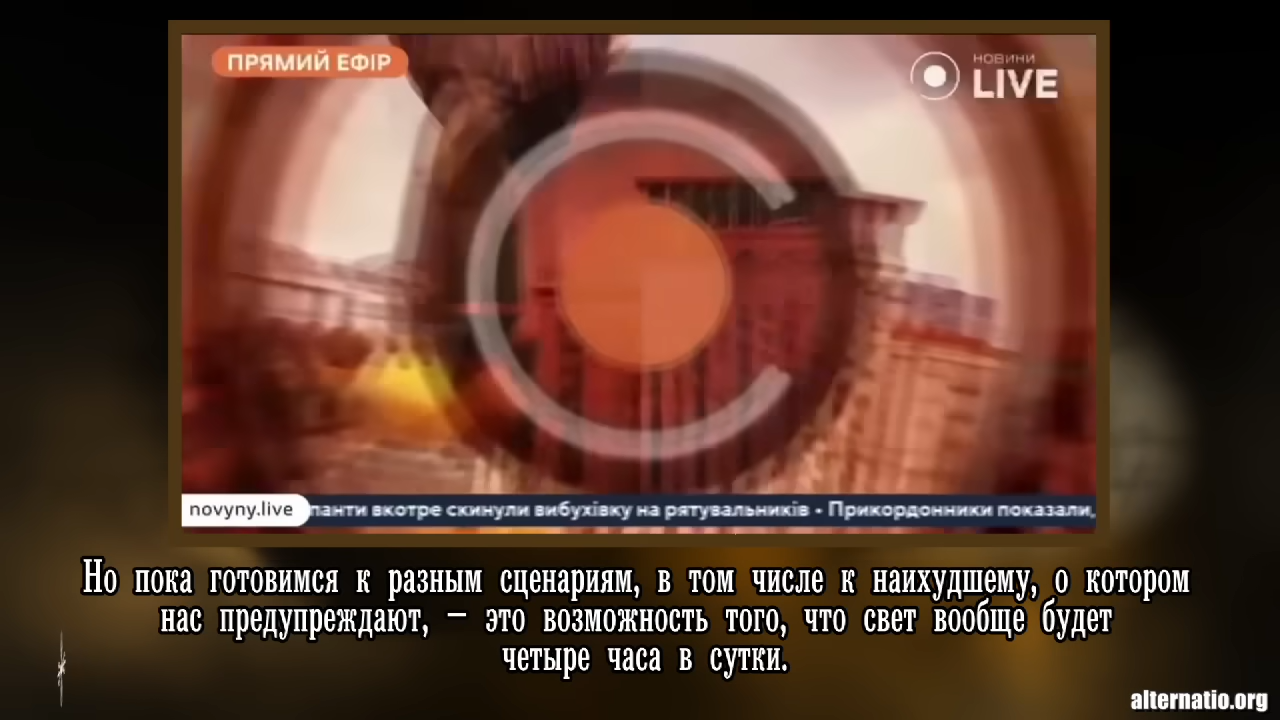 ПРЯМИЙ ЕФІР
НОВИНИ
LIVE
novyny.live
панти вкотре скинули вибухівку на рятувальників - Прикордонники показали,
Но пока готовимся к разным сценариям, в том числе к наихудшему, о котором
нас предупреждают, – это возможность того, что свет вообще будет
четыре часа в сутки.
alternatio.org